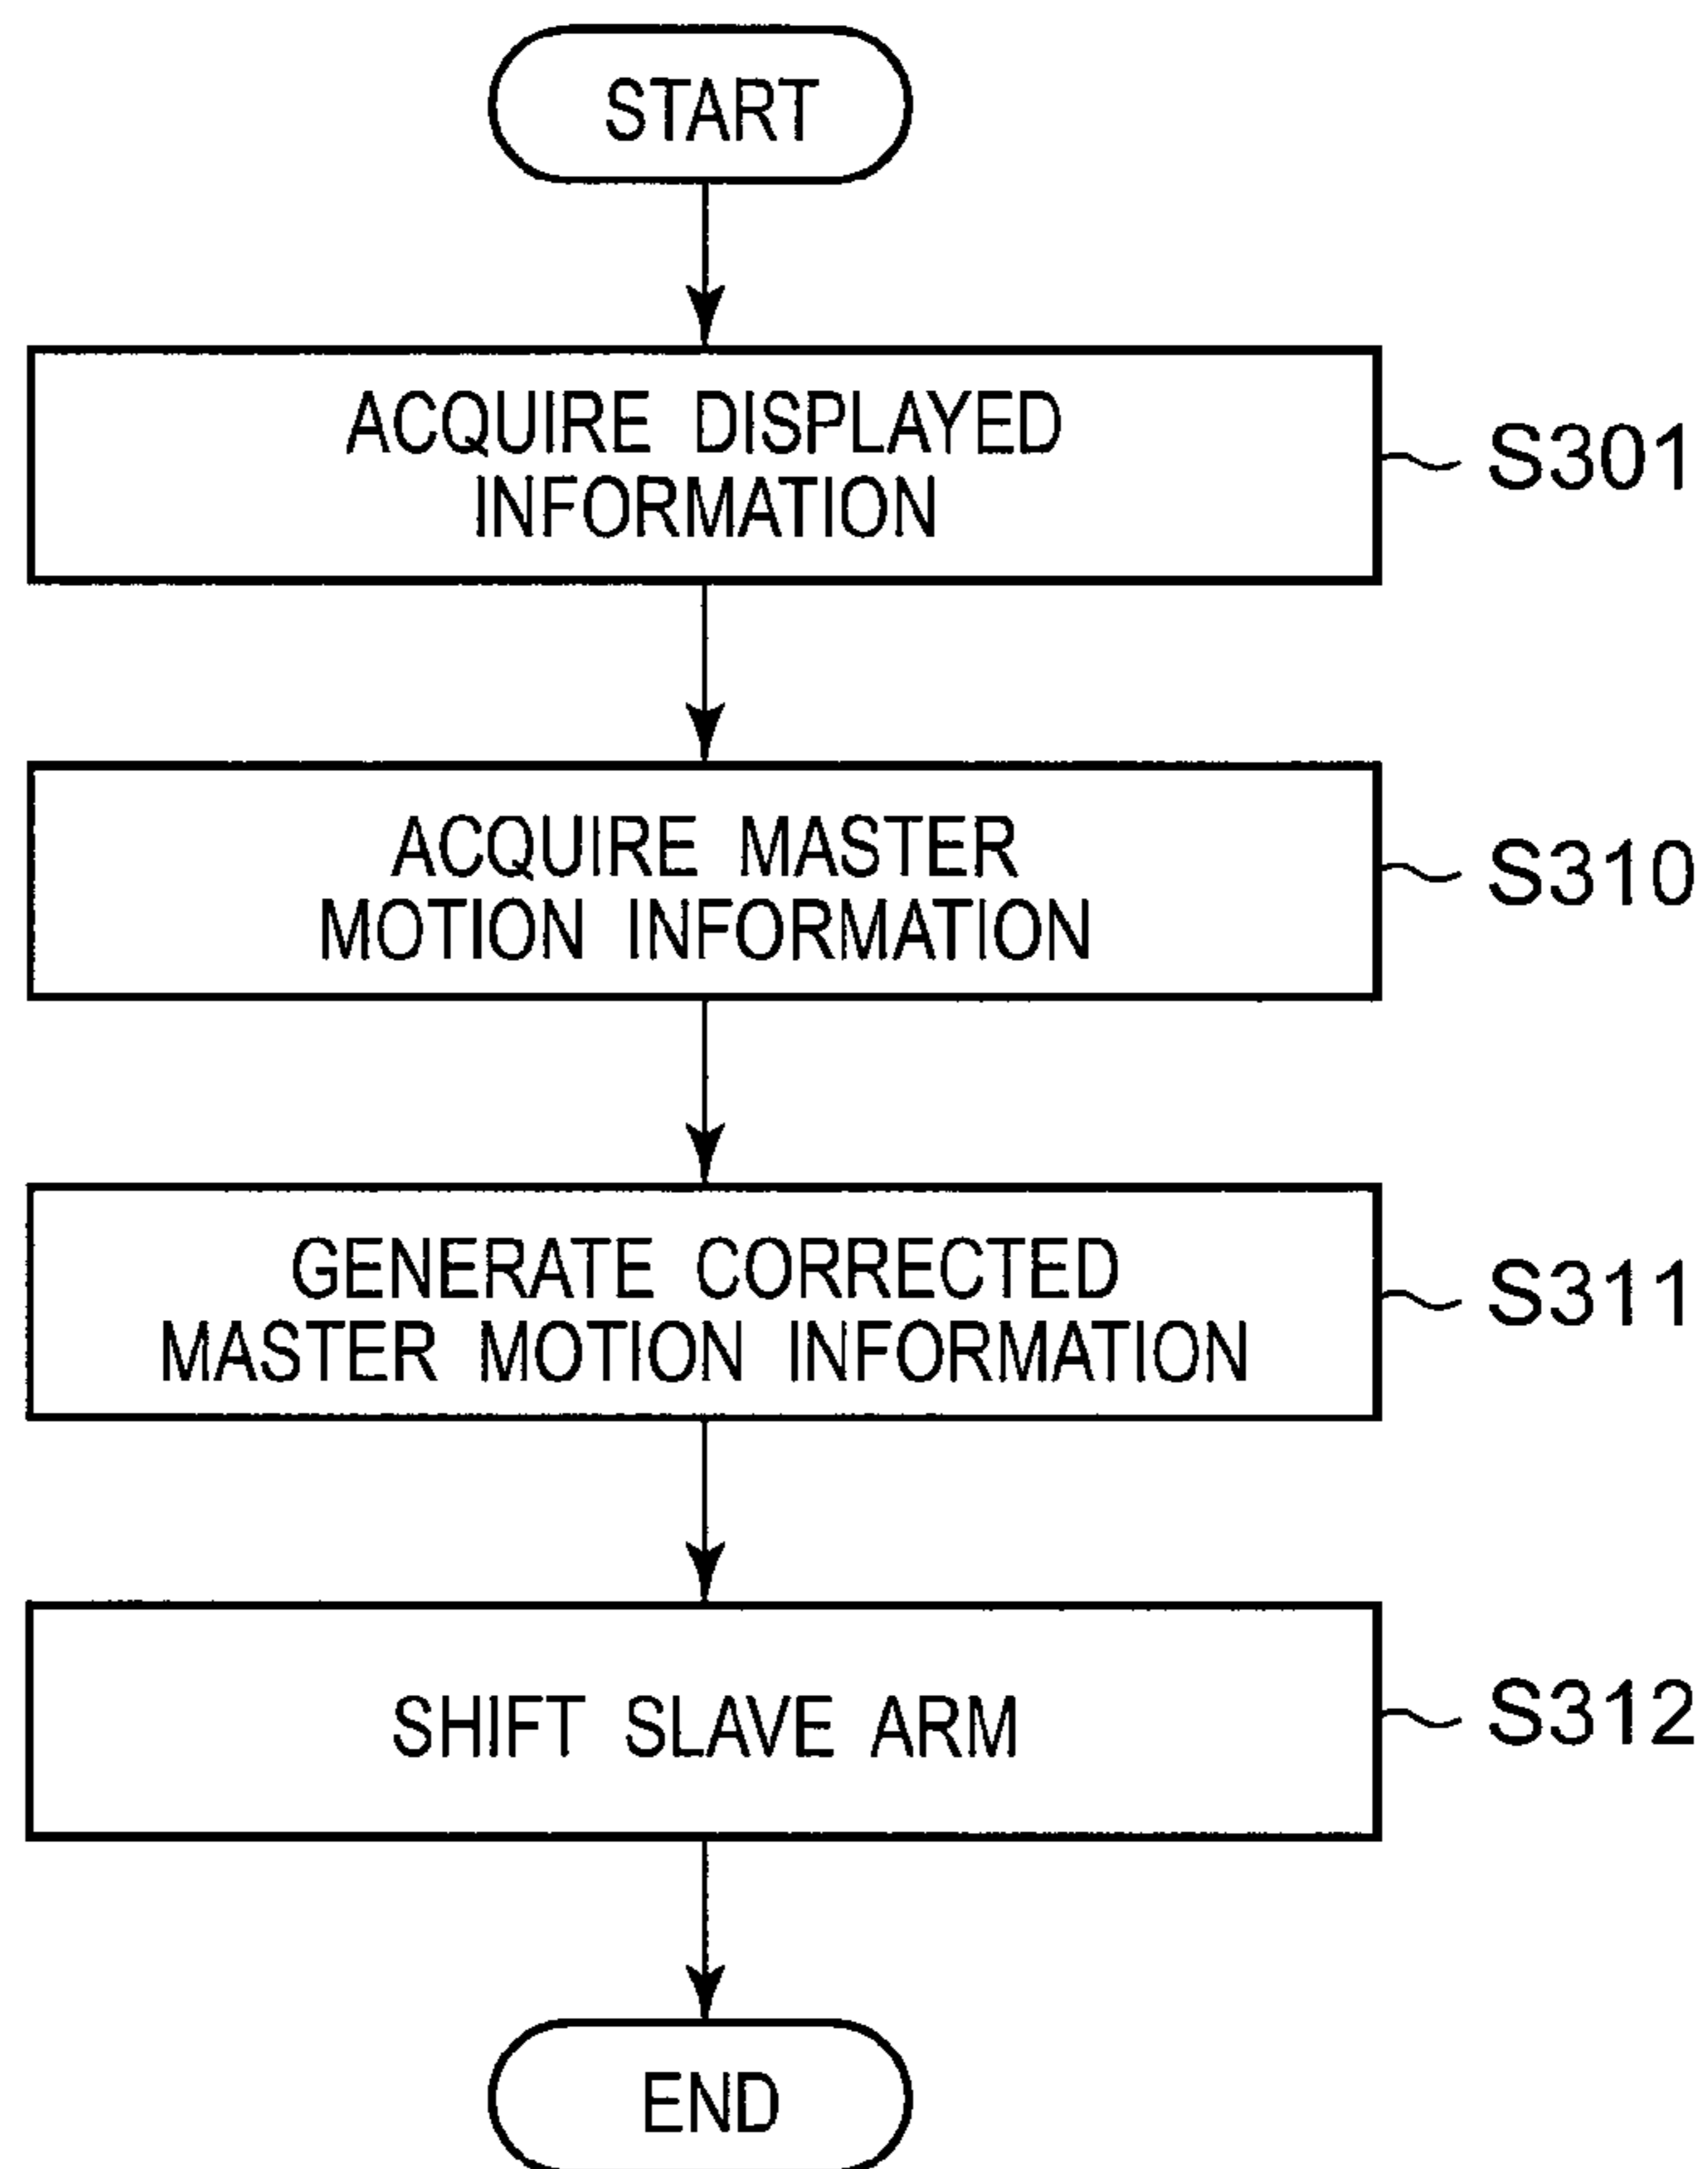 START
ACQUIRE DISPLAYED
INFORMATION
S301
ACQUIRE MASTER
MOTION INFORMATION
S310
GENERATE CORRECTED
MASTER MOTION INFORMATION
S311
SHIFT SLAVE ARM
S312
END